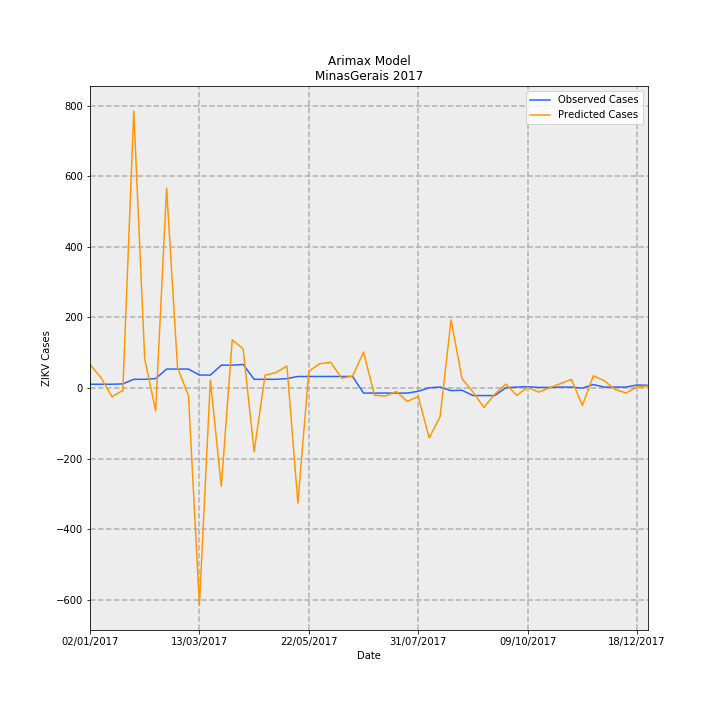 Arimax Model
MinasGerais 2017
Observed Cases
Predicted Cases
ZIKV Cases
800
600
400
200
0
−200
−400
−600
02/01/2017
13/03/2017
22/05/2017
31/07/2017
09/10/2017
18/12/2017
Date